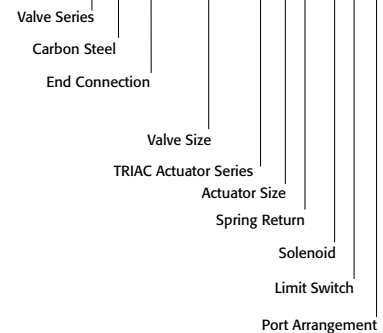 Valve Series
Carbon Steel
End Connection
Valve Size
TRIAC Actuator Series
Actuator Size
Spring Return
Solenoid
Limit Switch
Port Arrangement